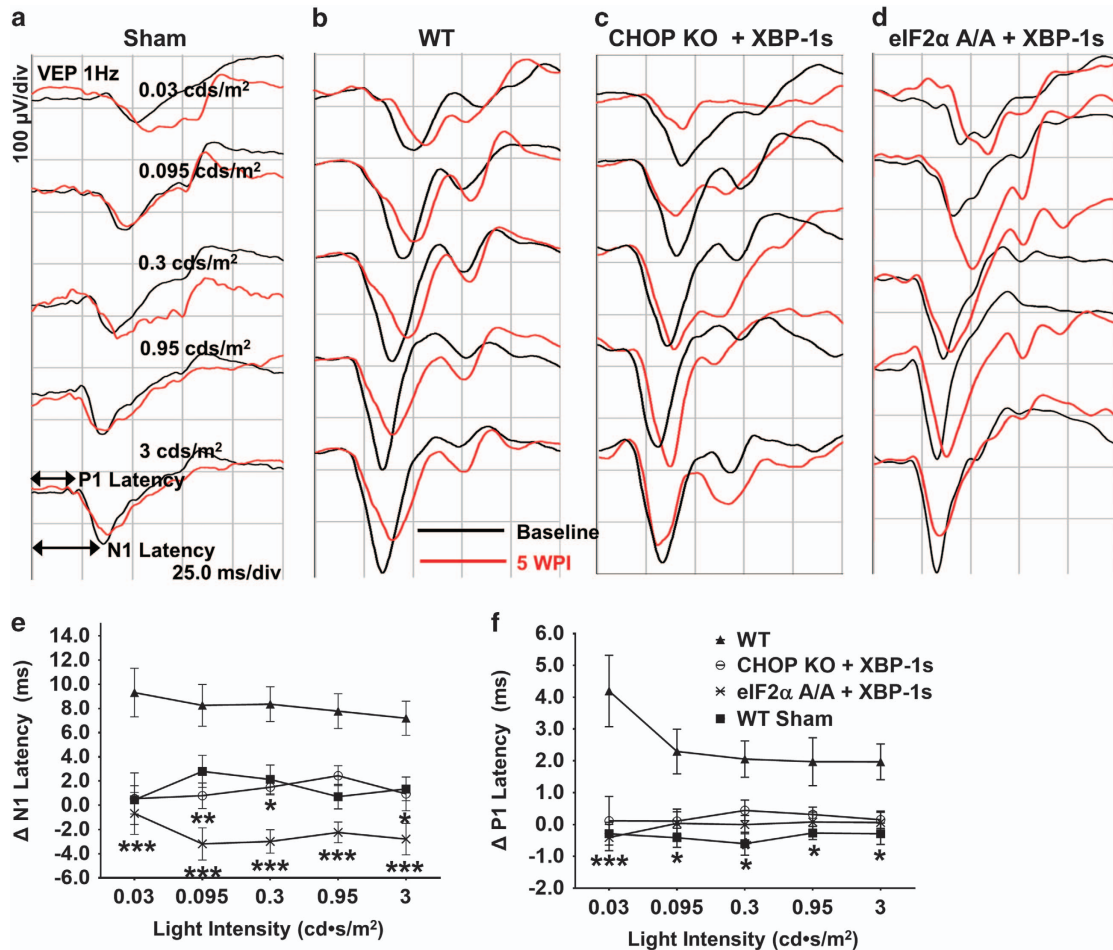 a b c d
Sham WT CHOP KO + XBP-1s eIF2α A/A + XBP-1s
VEP 1Hz
100 µV/div
0.03 cds/m²
0.095 cds/m²
0.3 cds/m²
0.95 cds/m²
3 cds/m²
P1 Latency
N1 Latency
25.0 ms/div
Baseline
5 WPI
e
14.0
12.0
10.0
8.0
6.0
4.0
2.0
0.0
-2.0
-4.0
-6.0
Δ N1 Latency (ms)
** * *
*** *** *** *** ***
0.03 0.095 0.3 0.95 3
Light Intensity (cd•s/m²)
f
6.0
5.0
4.0
3.0
2.0
1.0
0.0
-1.0
-2.0
Δ P1 Latency (ms)
WT
CHOP KO + XBP-1s
eIF2α A/A + XBP-1s
WT Sham
*** * * * *
0.03 0.095 0.3 0.95 3
Light Intensity (cd•s/m²)